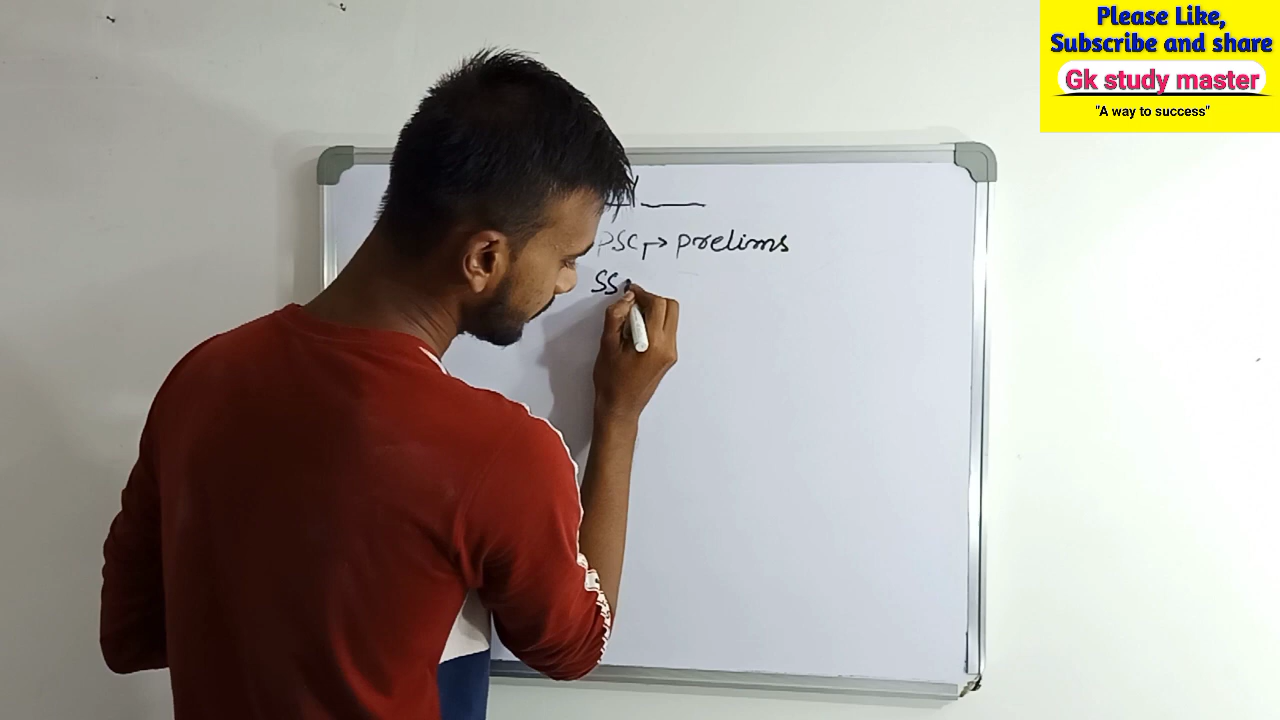 Please Like,
Subscribe and share
Gk study master
"A way to success"
PSC → prelims
SS